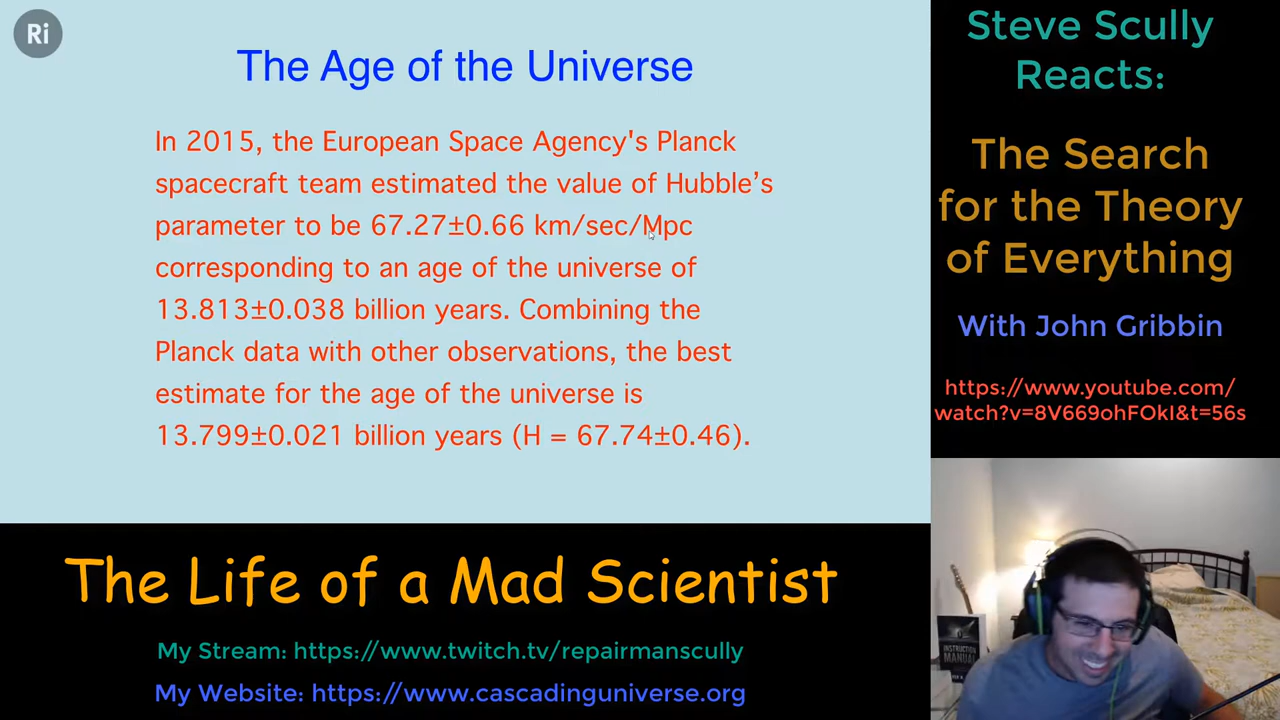 Ri
The Age of the Universe
In 2015, the European Space Agency's Planck
spacecraft team estimated the value of Hubble’s
parameter to be 67.27±0.66 km/sec/Mpc
corresponding to an age of the universe of
13.813±0.038 billion years. Combining the
Planck data with other observations, the best
estimate for the age of the universe is
13.799±0.021 billion years (H = 67.74±0.46).
Steve Scully
Reacts:
The Search
for the Theory
of Everything
With John Gribbin
https://www.youtube.com/
watch?v=8V669ohFOkI&t=56s
The Life of a Mad Scientist
My Stream: https://www.twitch.tv/repairmanscully
My Website: https://www.cascadinguniverse.org
INSTRUCTION
MANUAL